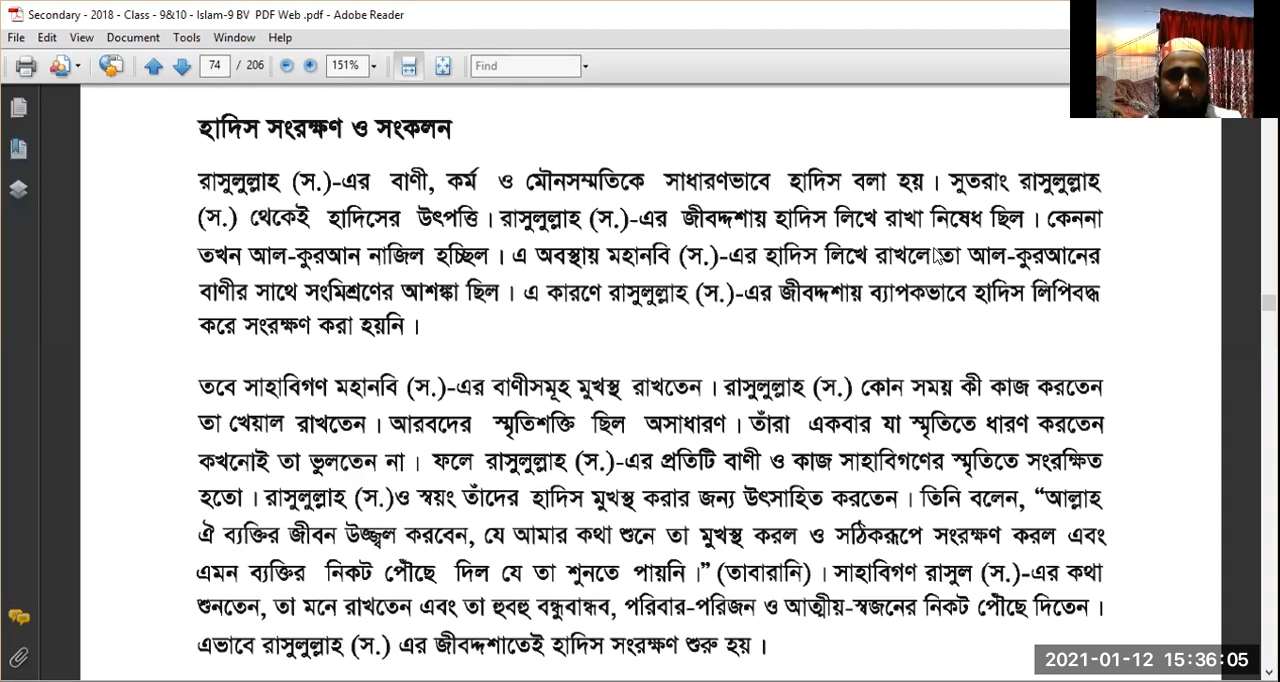 Secondary - 2018 - Class - 9&10 - Islam-9 BV PDF Web .pdf - Adobe Reader
File Edit View Document Tools Window Help
74 / 206 151% Find
হাদিস সংরক্ষণ ও সংকলন
রাসুলুল্লাহ (স.)-এর বাণী, কর্ম ও মৌনসম্মতিকে সাধারণভাবে হাদিস বলা হয়। সুতরাং রাসুলুল্লাহ
(স.) থেকেই হাদিসের উৎপত্তি। রাসুলুল্লাহ (স.)-এর জীবদ্দশায় হাদিস লিখে রাখা নিষেধ ছিল। কেননা
তখন আল-কুরআন নাজিল হচ্ছিল। এ অবস্থায় মহানবি (স.)-এর হাদিস লিখে রাখলে তা আল-কুরআনের
বাণীর সাথে সংমিশ্রণের আশঙ্কা ছিল। এ কারণে রাসুলুল্লাহ (স.)-এর জীবদ্দশায় ব্যাপকভাবে হাদিস লিপিবদ্ধ
করে সংরক্ষণ করা হয়নি।
তবে সাহাবিগণ মহানবি (স.)-এর বাণীসমূহ মুখস্থ রাখতেন। রাসুলুল্লাহ (স.) কোন সময় কী কাজ করতেন
তা খেয়াল রাখতেন। আরবদের স্মৃতিশক্তি ছিল অসাধারণ। তাঁরা একবার যা স্মৃতিতে ধারণ করতেন
কখনোই তা ভুলতেন না। ফলে রাসুলুল্লাহ (স.)-এর প্রতিটি বাণী ও কাজ সাহাবিগণের স্মৃতিতে সংরক্ষিত
হতো। রাসুলুল্লাহ (স.)ও স্বয়ং তাঁদের হাদিস মুখস্থ করার জন্য উৎসাহিত করতেন। তিনি বলেন, “আল্লাহ
ঐ ব্যক্তির জীবন উজ্জ্বল করবেন, যে আমার কথা শুনে তা মুখস্থ করল ও সঠিকরূপে সংরক্ষণ করল এবং
এমন ব্যক্তির নিকট পৌঁছে দিল যে তা শুনতে পায়নি।” (তাবারানি)। সাহাবিগণ রাসুল (স.)-এর কথা
শুনতেন, তা মনে রাখতেন এবং তা হুবহু বন্ধুবান্ধব, পরিবার-পরিজন ও আত্মীয়-স্বজনের নিকট পৌঁছে দিতেন।
এভাবে রাসুলুল্লাহ (স.) এর জীবদ্দশাতেই হাদিস সংরক্ষণ শুরু হয়।
2021-01-12 15:36:05